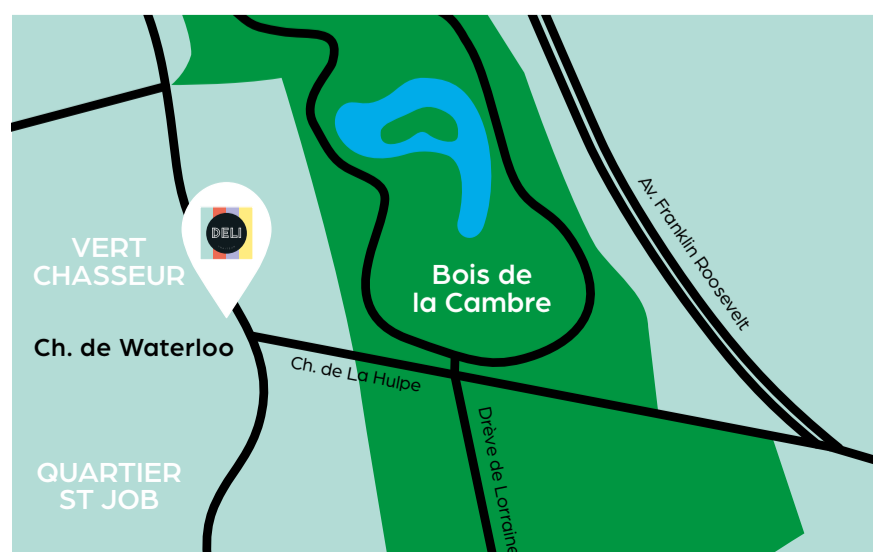 DELI
VERT
CHASSEUR
Bois de
la Cambre
Av. Franklin Roosevelt
Ch. de Waterloo
Ch. de La Hulpe
Drève de Lorraine
QUARTIER
ST JOB